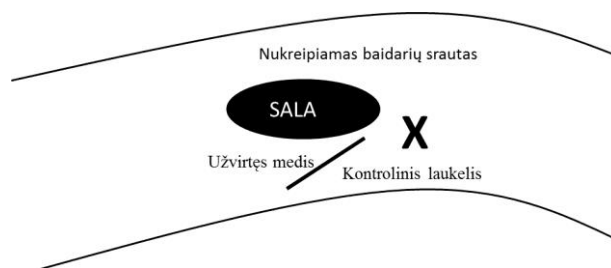 Nukreipiamas baidarių srautas
SALA
X
Užvirtęs medis
Kontrolinis laukelis